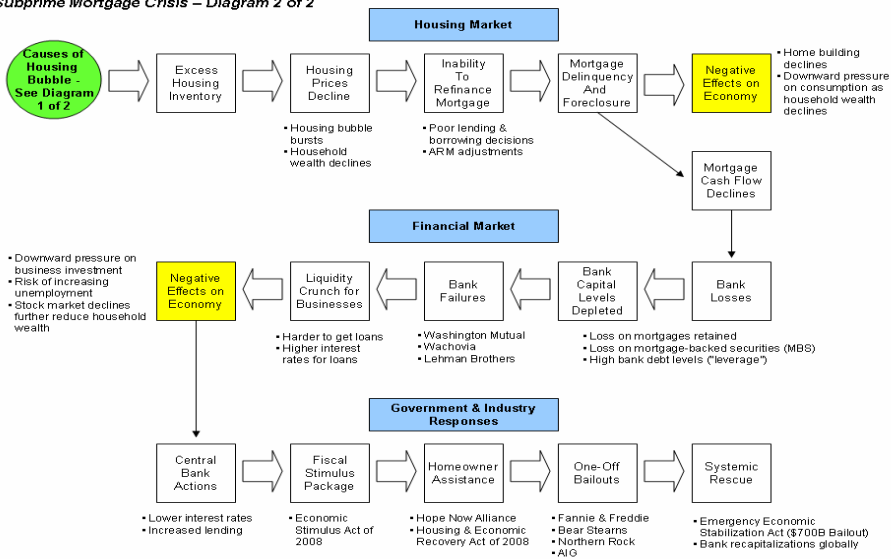 Subprime Mortgage Crisis – Diagram 2 of 2
Housing Market
Causes of
Housing
Bubble -
See Diagram
1 of 2
Excess
Housing
Inventory
Housing
Prices
Decline
Inability
To
Refinance
Mortgage
Mortgage
Delinquency
And
Foreclosure
Negative
Effects on
Economy
▪ Home building
declines
▪ Downward pressure
on consumption as
household wealth
declines
▪ Housing bubble
bursts
▪ Household
wealth declines
▪ Poor lending &
borrowing decisions
▪ ARM adjustments
Mortgage
Cash Flow
Declines
Financial Market
▪ Downward pressure on
business investment
▪ Risk of increasing
unemployment
▪ Stock market declines
further reduce household
wealth
Negative
Effects on
Economy
Liquidity
Crunch for
Businesses
Bank
Failures
Bank
Capital
Levels
Depleted
Bank
Losses
▪ Harder to get loans
▪ Higher interest
rates for loans
▪ Washington Mutual
▪ Wachovia
▪ Lehman Brothers
▪ Loss on mortgages retained
▪ Loss on mortgage-backed securities (MBS)
▪ High bank debt levels ("leverage")
Government & Industry
Responses
Central
Bank
Actions
Fiscal
Stimulus
Package
Homeowner
Assistance
One-Off
Bailouts
Systemic
Rescue
▪ Lower interest rates
▪ Increased lending
▪ Economic
Stimulus Act of
2008
▪ Hope Now Alliance
▪ Housing & Economic
Recovery Act of 2008
▪ Fannie & Freddie
▪ Bear Stearns
▪ Northern Rock
▪ AIG
▪ Emergency Economic
Stabilization Act ($700B Bailout)
▪ Bank recapitalizations globally